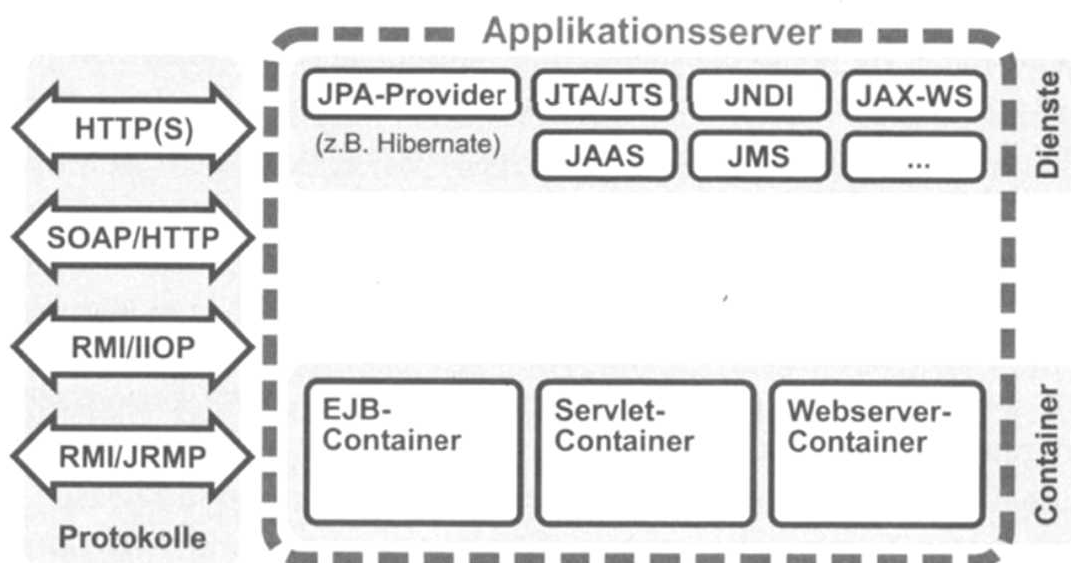 Applikationsserver
HTTP(S)
SOAP/HTTP
RMI/IIOP
RMI/JRMP
Protokolle
JPA-Provider
(z.B. Hibernate)
JTA/JTS
JNDI
JAX-WS
JAAS
JMS
...
Dienste
EJB-
Container
Servlet-
Container
Webserver-
Container
Container